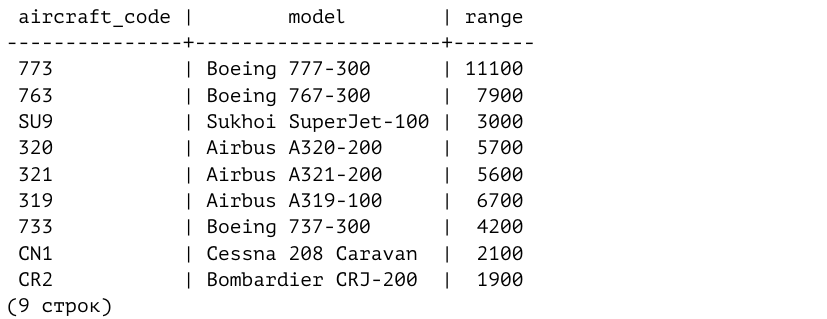 aircraft_code |        model        | range
---------------+---------------------+-------
 773           | Boeing 777-300      | 11100
 763           | Boeing 767-300      |  7900
 SU9           | Sukhoi SuperJet-100 |  3000
 320           | Airbus A320-200     |  5700
 321           | Airbus A321-200     |  5600
 319           | Airbus A319-100     |  6700
 733           | Boeing 737-300      |  4200
 CN1           | Cessna 208 Caravan  |  2100
 CR2           | Bombardier CRJ-200  |  1900
(9 строк)